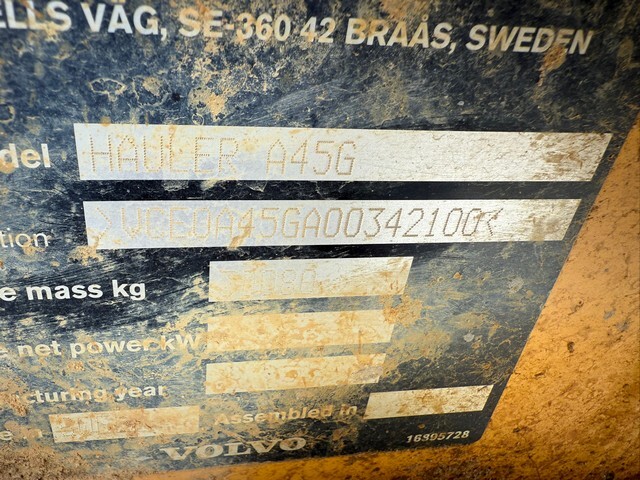 ELLS VÄG, SE-360 42 BRAÅS, SWEDEN
del HAULER A45G
tion >VCE0A45GA00342100<
e mass kg
e net power kW
cturing year
Assembled in
VOLVO 16895728